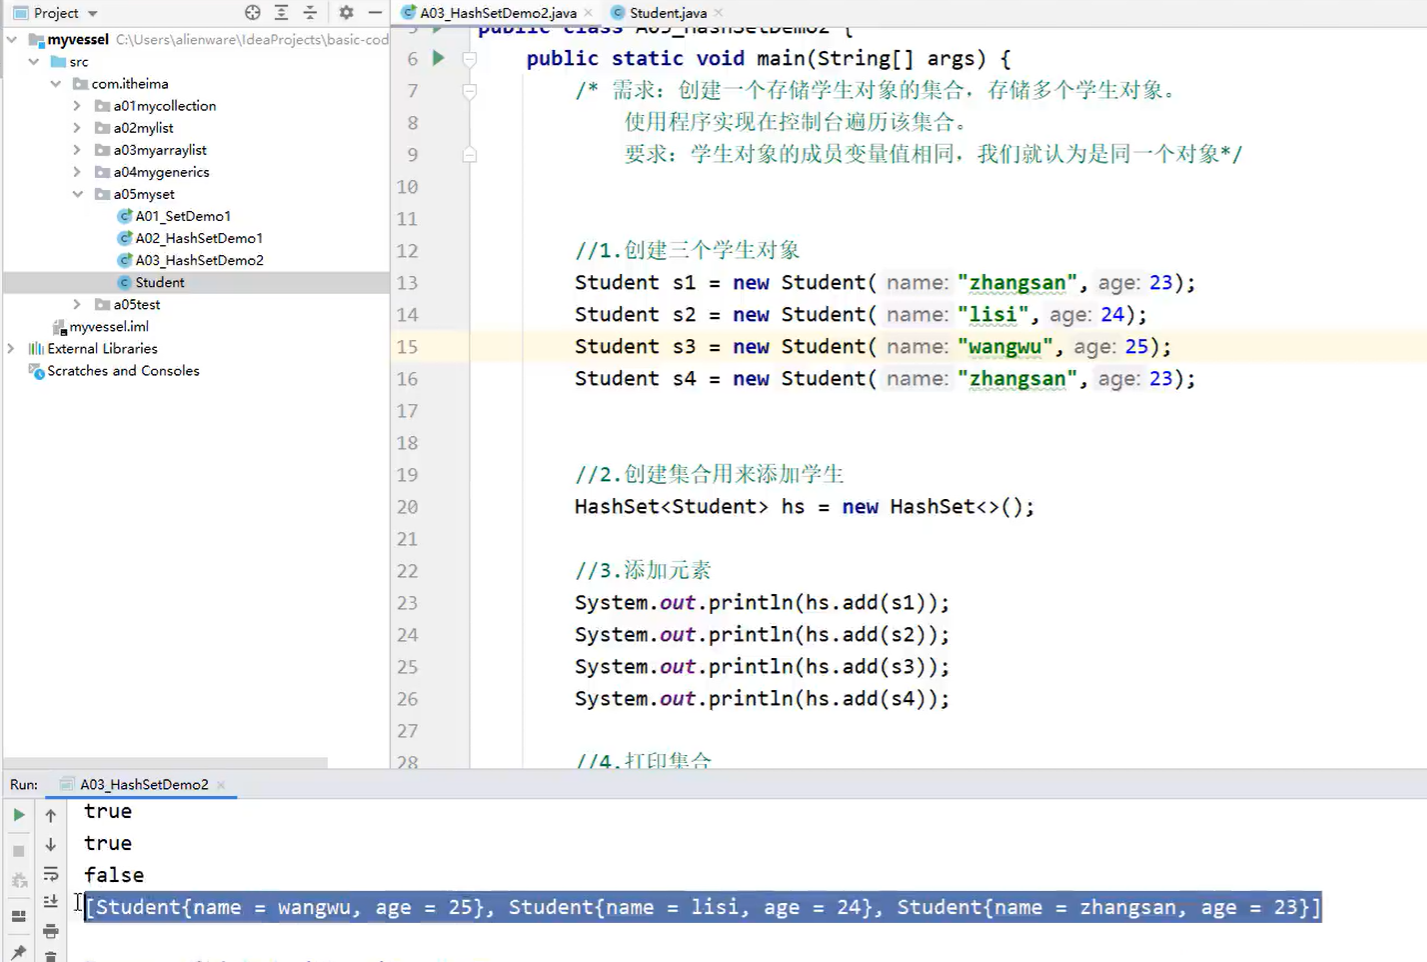 Project
A03_HashSetDemo2.java
Student.java
myvessel C:\Users\alienware\IdeaProjects\basic-cod
src
com.itheima
a01mycollection
a02mylist
a03myarraylist
a04mygenerics
a05myset
A01_SetDemo1
A02_HashSetDemo1
A03_HashSetDemo2
Student
a05test
myvessel.iml
External Libraries
Scratches and Consoles
5 public class A03_HashSetDemo2 {
6 public static void main(String[] args) {
7 /* 需求：创建一个存储学生对象的集合，存储多个学生对象。
8 使用程序实现在控制台遍历该集合。
9 要求：学生对象的成员变量值相同，我们就认为是同一个对象*/
10
11
12 //1.创建三个学生对象
13 Student s1 = new Student( name: "zhangsan", age: 23);
14 Student s2 = new Student( name: "lisi", age: 24);
15 Student s3 = new Student( name: "wangwu", age: 25);
16 Student s4 = new Student( name: "zhangsan", age: 23);
17
18
19 //2.创建集合用来添加学生
20 HashSet<Student> hs = new HashSet<>();
21
22 //3.添加元素
23 System.out.println(hs.add(s1));
24 System.out.println(hs.add(s2));
25 System.out.println(hs.add(s3));
26 System.out.println(hs.add(s4));
27
28 //4.打印集合
Run: A03_HashSetDemo2
true
true
false
[Student{name = wangwu, age = 25}, Student{name = lisi, age = 24}, Student{name = zhangsan, age = 23}]